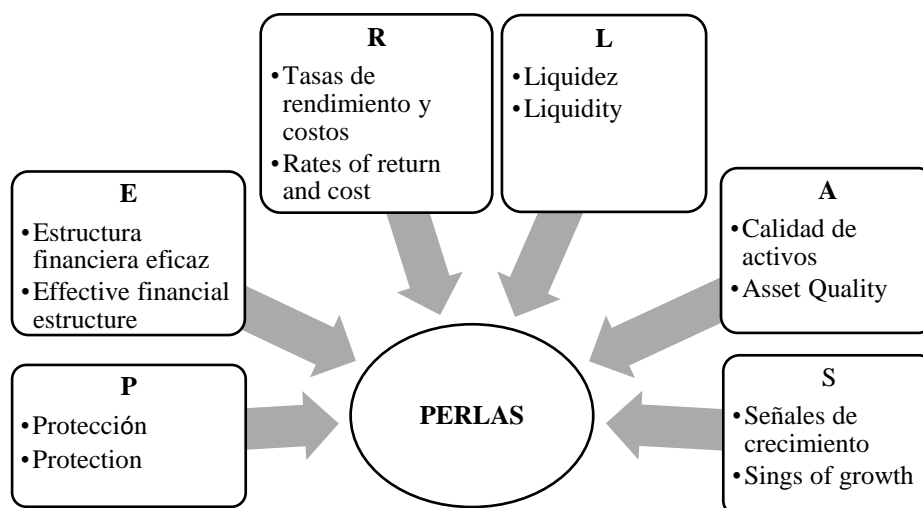 P
•Protección
•Protection
E
•Estructura
financiera eficaz
•Effective financial
estructure
R
•Tasas de
rendimiento y
costos
•Rates of return
and cost
L
•Liquidez
•Liquidity
A
•Calidad de
activos
•Asset Quality
S
•Señales de
crecimiento
•Sings of growth
PERLAS